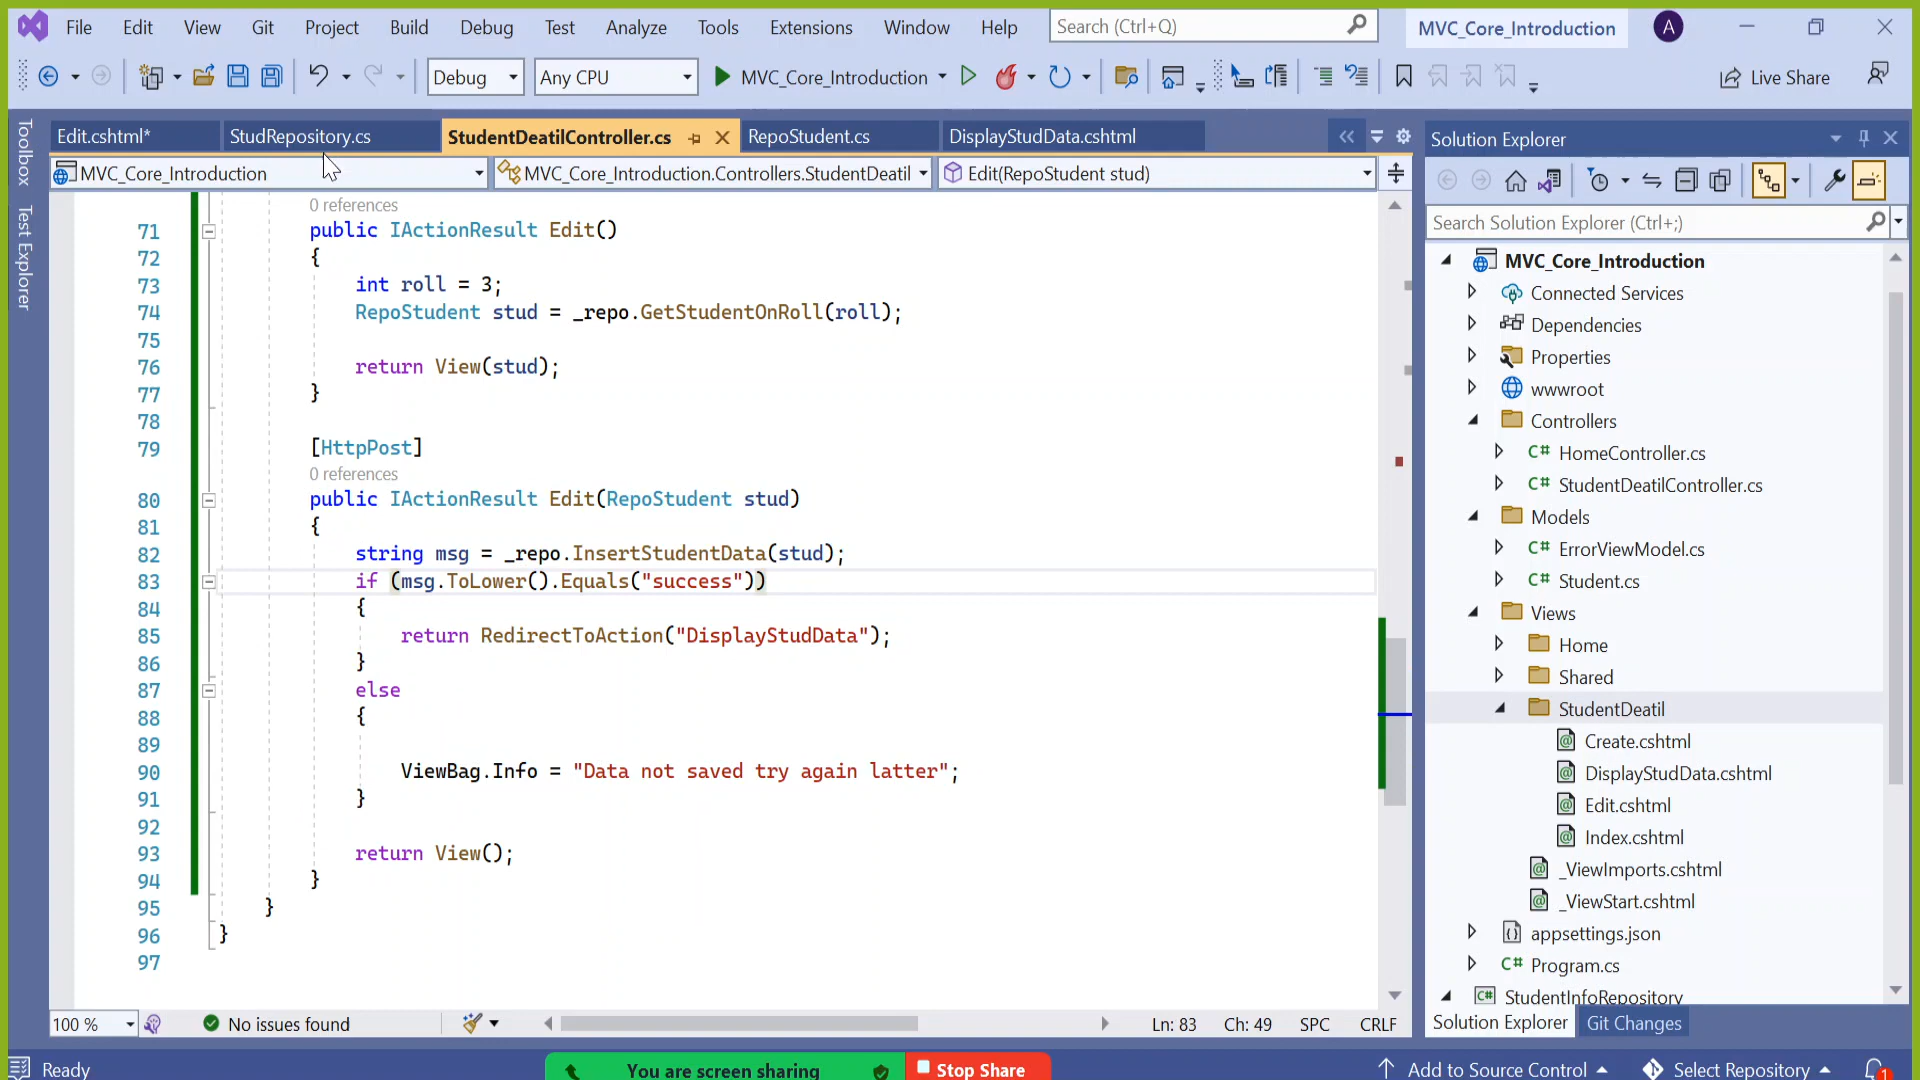 File Edit View Git Project Build Debug Test Analyze Tools Extensions Window Help Search (Ctrl+Q) MVC_Core_Introduction A
Debug Any CPU MVC_Core_Introduction Live Share
Edit.cshtml* StudRepository.cs StudentDeatilController.cs RepoStudent.cs DisplayStudData.cshtml
MVC_Core_Introduction MVC_Core_Introduction.Controllers.StudentDeatil Edit(RepoStudent stud)
Toolbox
Test Explorer
0 references
71 public IActionResult Edit()
72 {
73 int roll = 3;
74 RepoStudent stud = _repo.GetStudentOnRoll(roll);
75
76 return View(stud);
77 }
78
79 [HttpPost]
0 references
80 public IActionResult Edit(RepoStudent stud)
81 {
82 string msg = _repo.InsertStudentData(stud);
83 if (msg.ToLower().Equals("success"))
84 {
85 return RedirectToAction("DisplayStudData");
86 }
87 else
88 {
89
90 ViewBag.Info = "Data not saved try again latter";
91 }
92
93 return View();
94 }
95 }
96 }
97
100 % No issues found Ln: 83 Ch: 49 SPC CRLF
Solution Explorer
Search Solution Explorer (Ctrl+;)
MVC_Core_Introduction
Connected Services
Dependencies
Properties
wwwroot
Controllers
C# HomeController.cs
C# StudentDeatilController.cs
Models
C# ErrorViewModel.cs
C# Student.cs
Views
Home
Shared
StudentDeatil
Create.cshtml
DisplayStudData.cshtml
Edit.cshtml
Index.cshtml
_ViewImports.cshtml
_ViewStart.cshtml
appsettings.json
C# Program.cs
C# StudentInfoRepository
Solution Explorer Git Changes
Ready You are screen sharing Stop Share Add to Source Control Select Repository 1